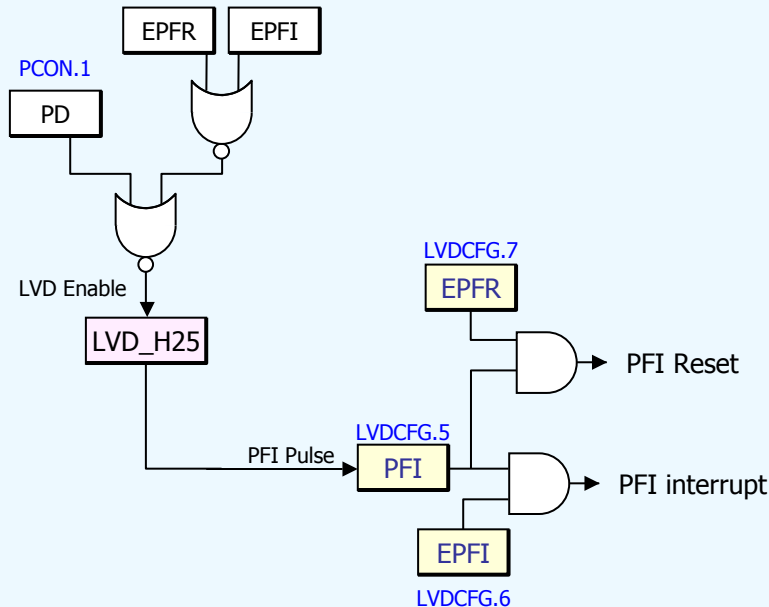 EPFR
EPFI
PCON.1
PD
LVD Enable
LVD_H25
LVDCFG.7
EPFR
PFI Reset
LVDCFG.5
PFI Pulse
PFI
PFI interrupt
EPFI
LVDCFG.6